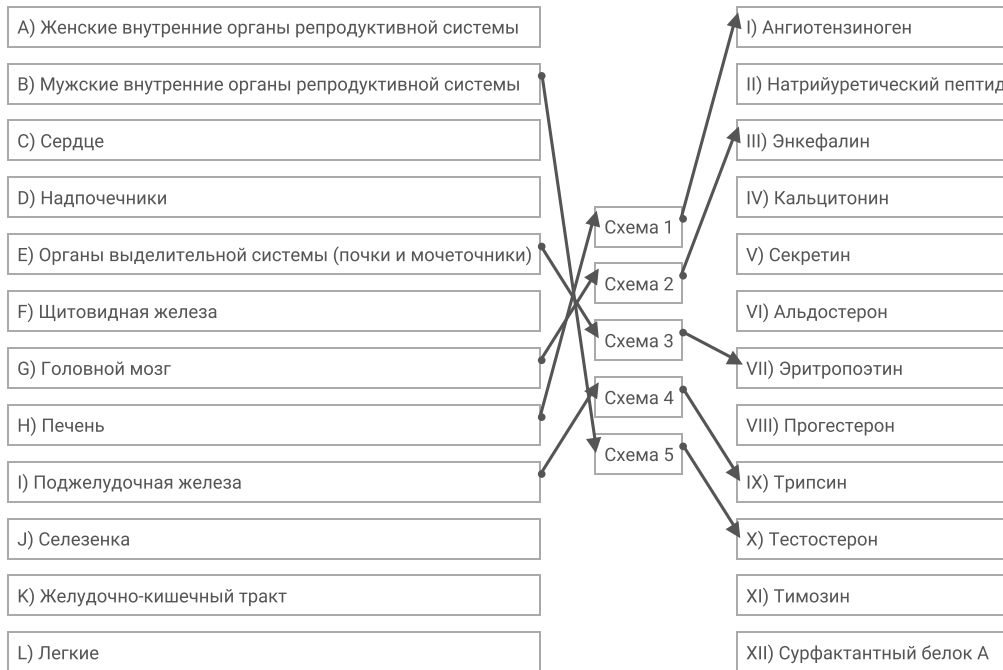 A) Женские внутренние органы репродуктивной системы
B) Мужские внутренние органы репродуктивной системы
C) Сердце
D) Надпочечники
E) Органы выделительной системы (почки и мочеточники)
F) Щитовидная железа
G) Головной мозг
H) Печень
I) Поджелудочная железа
J) Селезенка
K) Желудочно-кишечный тракт
L) Легкие
Схема 1
Схема 2
Схема 3
Схема 4
Схема 5
I) Ангиотензиноген
II) Натрийуретический пептид
III) Энкефалин
IV) Кальцитонин
V) Секретин
VI) Альдостерон
VII) Эритропоэтин
VIII) Прогестерон
IX) Трипсин
X) Тестостерон
XI) Тимозин
XII) Сурфактантный белок А